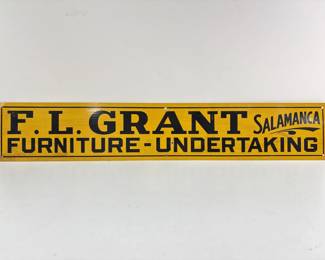 F. L. GRANT SALAMANCA
FURNITURE - UNDERTAKING